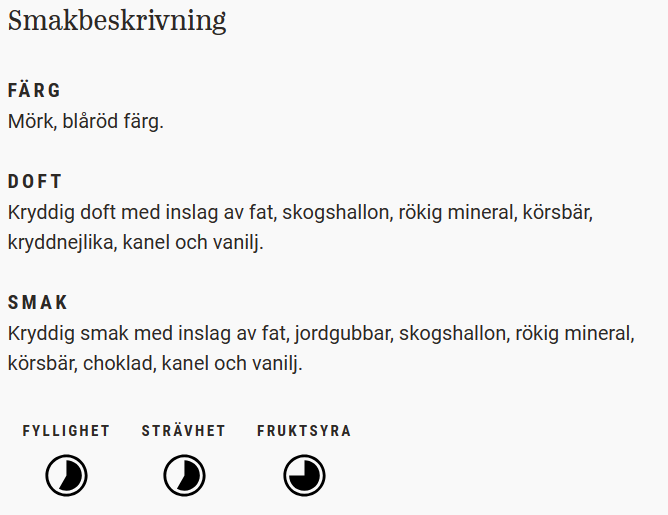 Smakbeskrivning
FÄRG
Mörk, blåröd färg.
DOFT
Kryddig doft med inslag av fat, skogshallon, rökig mineral, körsbär,
kryddnejlika, kanel och vanilj.
SMAK
Kryddig smak med inslag av fat, jordgubbar, skogshallon, rökig mineral,
körsbär, choklad, kanel och vanilj.
FYLLIGHET STRÄVHET FRUKTSYRA